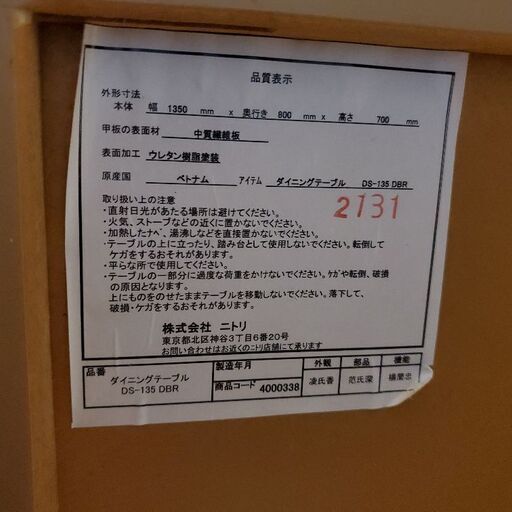 品質表示
外形寸法
本体 幅 1350 mm x 奥行き 800 mm x 高さ 700 mm
甲板の表面材 中質繊維板
表面加工 ウレタン樹脂塗装
原産国 ベトナム アイテム ダイニングテーブル DS-135 DBR
取り扱い上の注意
2131
・直射日光があたる場所は避けてください。
・火気、ストーブなどの近くに置かないでください。
・加熱したナベ、湯沸しなどを直接置かないでください。
・テーブルの上に立ったり、踏み台として使用しないでください。転倒して
ケガをするおそれがあります。
・平らな所で使用してください。
・テーブルの一部分に過度な荷重をかけないでください。ケガや転倒、破損
の原因となります。
上にものをのせたままテーブルを移動しないでください。落下して、
破損・ケガをするおそれがあります。
株式会社 ニトリ
東京都北区神谷3丁目6番20号
お問い合わせはお近くのニトリ店舗にて承ります
品番 ダイニングテーブル 製造年月 外観 部品 機能
DS-135 DBR 商品コード 4000338 凌氏香 范氏深 楊蘭忠